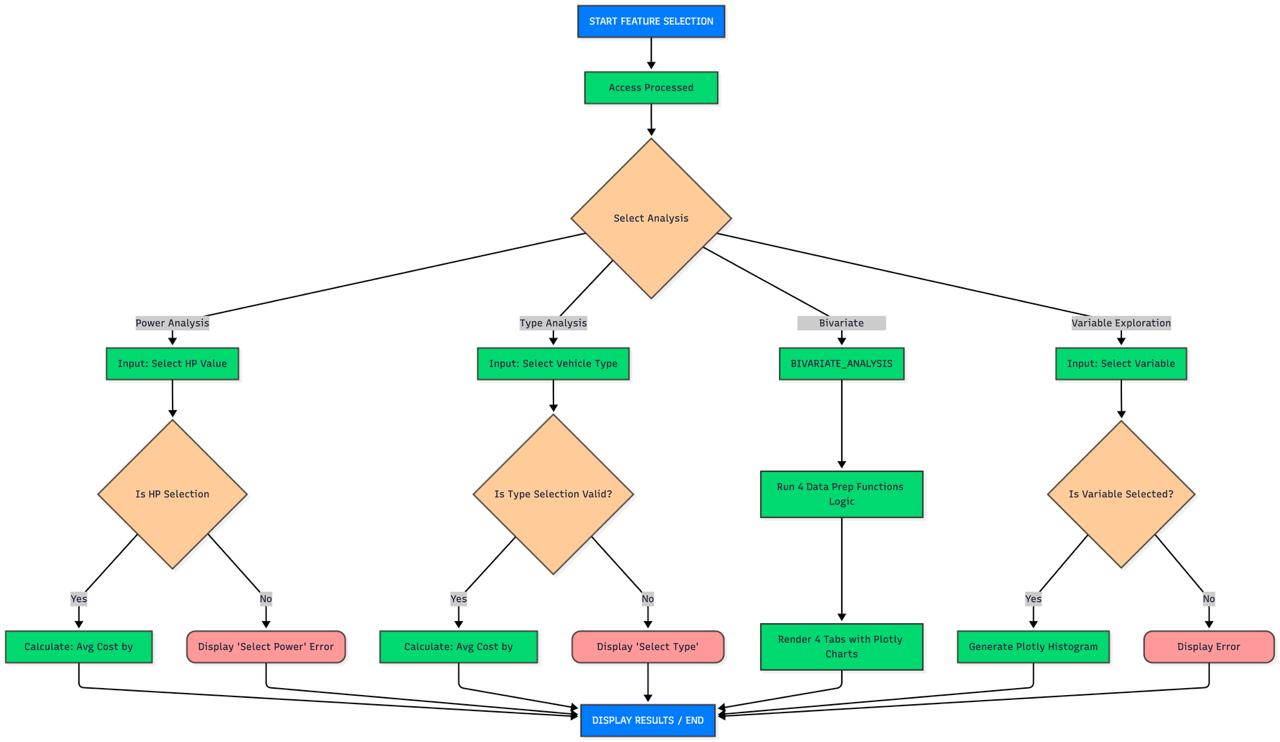 START FEATURE SELECTION
Access Processed
Select Analysis
Power Analysis
Type Analysis
Bivariate
Variable Exploration
Input: Select HP Value
Input: Select Vehicle Type
BIVARIATE_ANALYSIS
Input: Select Variable
Is HP Selection
Is Type Selection Valid?
Run 4 Data Prep Functions
Logic
Is Variable Selected?
Yes
No
Yes
No
Yes
No
Calculate: Avg Cost by
Display 'Select Power' Error
Calculate: Avg Cost by
Display 'Select Type'
Render 4 Tabs with Plotly
Charts
Generate Plotly Histogram
Display Error
DISPLAY RESULTS / END